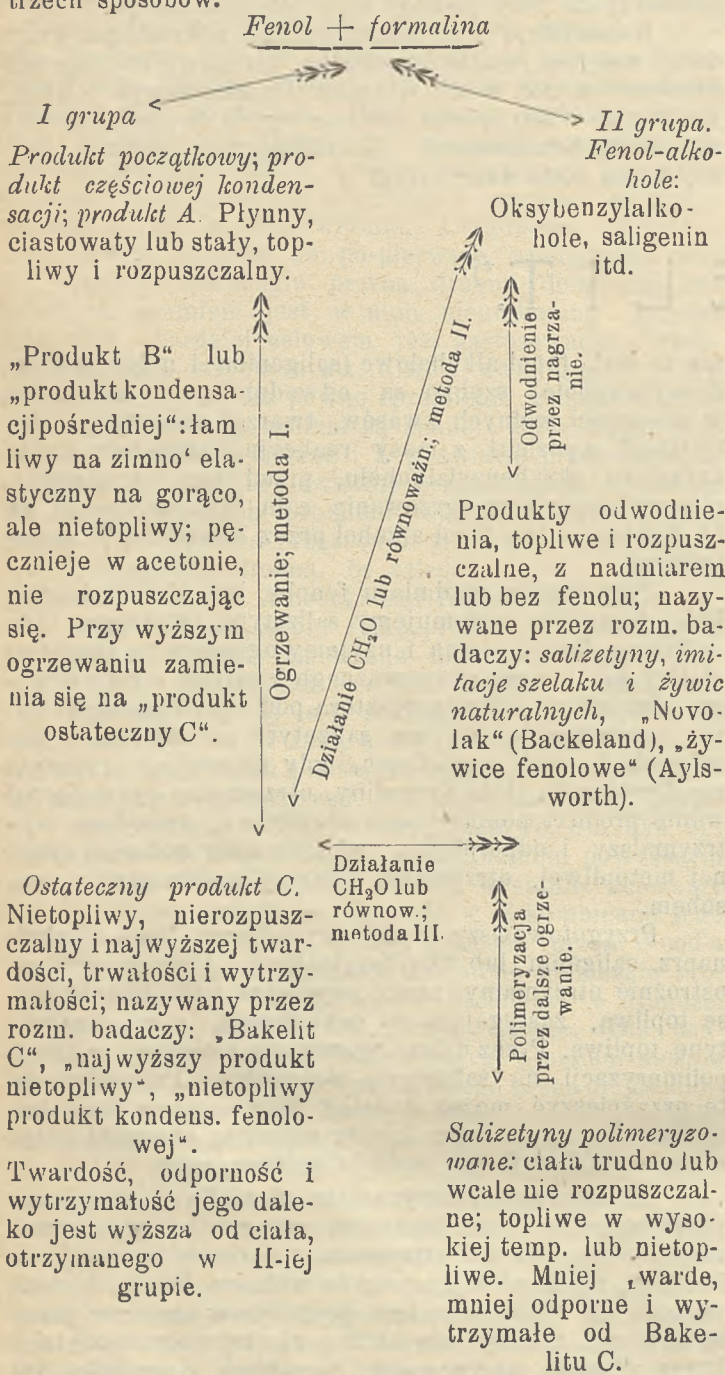 trzech sposobów.
Fenol + formalina
I grupa
Produkt początkowy; pro-
dukt częściowej konden-
sacji; produkt A. Płynny,
ciastowaty lub stały, top-
liwy i rozpuszczalny.
II grupa.
Fenol-alko-
hole:
Oksybenzylalko-
hole, saligenin
itd.
„Produkt B“ lub
„produkt kondensa-
cji pośredniej“: łam
liwy na zimno‘ ela-
styczny na gorąco,
ale nietopliwy; pę-
cznieje w acetonie,
nie rozpuszczając
się. Przy wyższym
ogrzewaniu zamie-
nia się na „produkt
ostateczny C“.
Ogrzewanie; metoda I.
Działanie CH₂O lub równoważn.; metoda II.
Odwodnienie
przez nagrza-
nie.
Produkty odwodnie-
nia, topliwe i rozpusz-
czalne, z nadmiarem
lub bez fenolu; nazy-
wane przez rozm. ba-
daczy: salizetyny, imi-
tacje szelaku i żywic
naturalnych, „Novo-
lak“ (Backeland), „ży-
wice fenolowe“ (Ayls-
worth).
Działanie
CH₂O lub
równow.;
metoda III.
Ostateczny produkt C.
Nietopliwy, nierozpusz-
czalny i najwyższej twar-
dości, trwałości i wytrzy-
małości; nazywany przez
rozm. badaczy: „Bakelit
C“, „najwyższy produkt
nietopliwy“, „nietopliwy
produkt kondens. fenolo-
wej“.
Twardość, odporność i
wytrzymałość jego dale-
ko jest wyższa od ciała,
otrzymanego w II-iej
grupie.
Polimeryzacja
przez dalsze ogrze-
wanie.
Salizetyny polimeryzo-
wane: ciała trudno lub
wcale nie rozpuszczal-
ne; topliwe w wyso-
kiej temp. lub nietop-
liwe. Mniej twarde,
mniej odporne i wy-
trzymałe od Bake-
litu C.